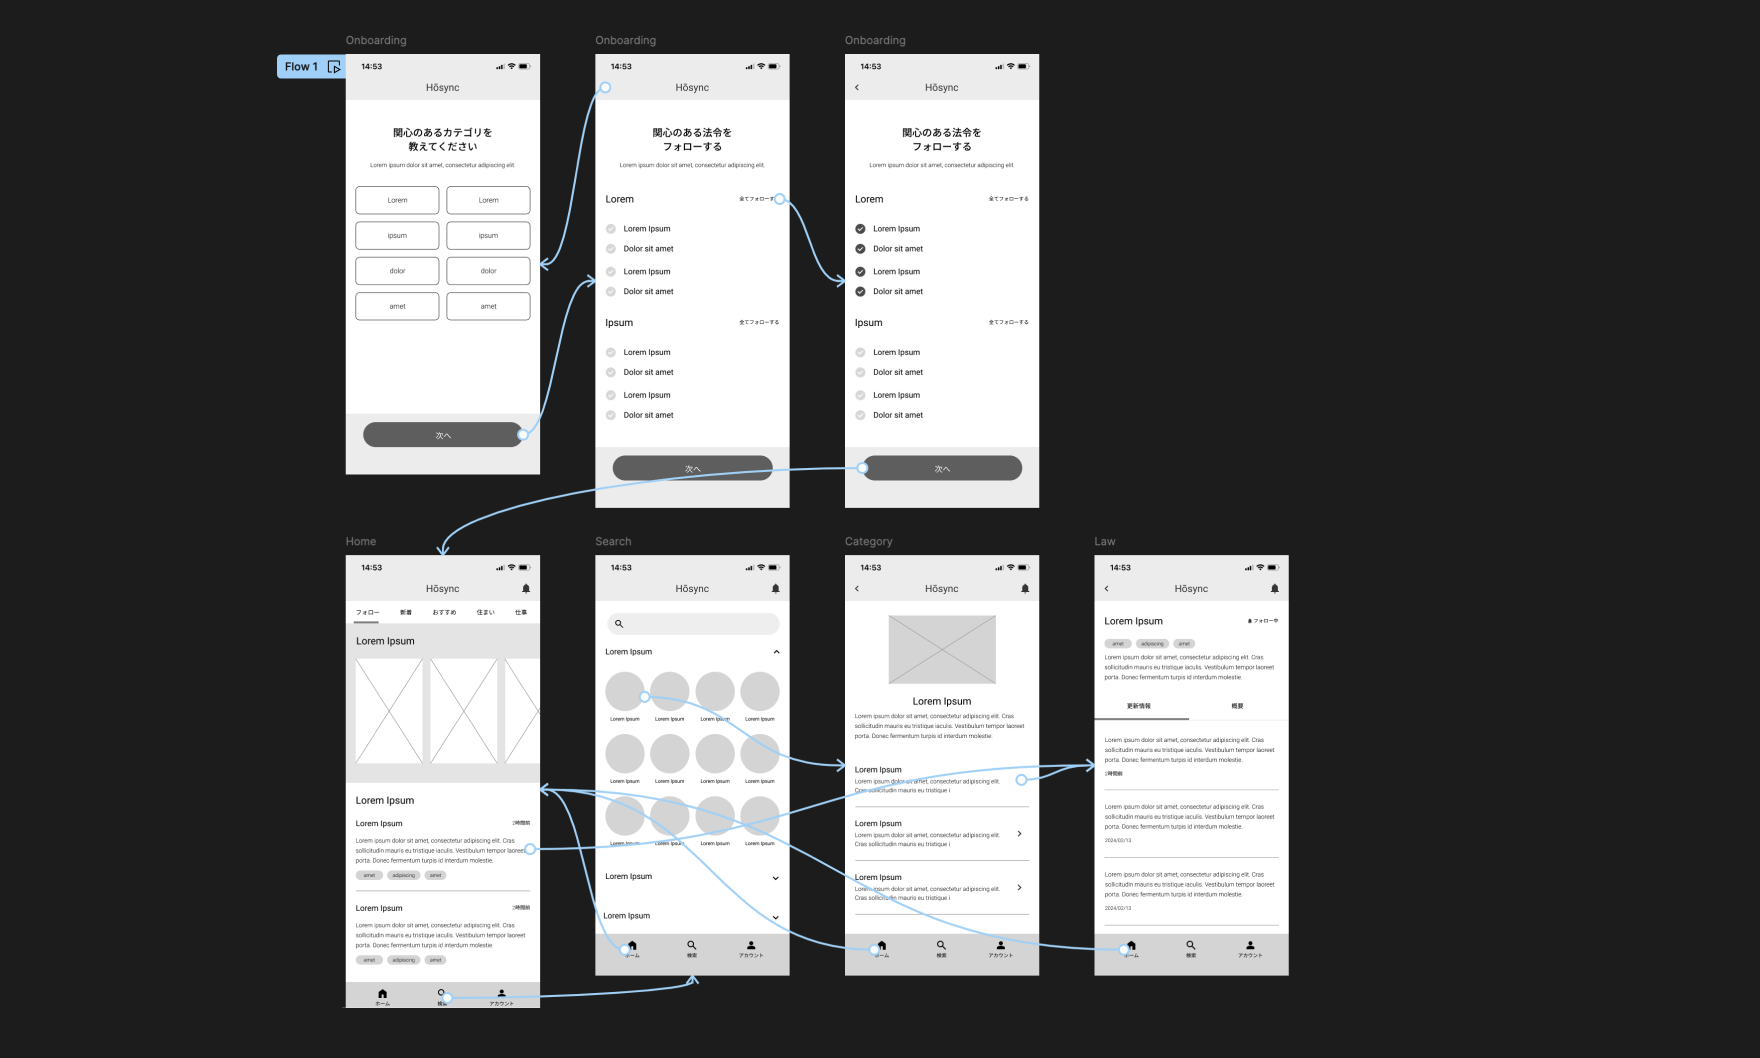 Onboarding
Flow 1
14:53
Hōsync
関心のあるカテゴリを
教えてください
Lorem ipsum dolor sit amet, consectetur adipiscing elit.
Lorem
Lorem
ipsum
ipsum
dolor
dolor
amet
amet
次へ
Onboarding
14:53
Hōsync
関心のある法令を
フォローする
Lorem ipsum dolor sit amet, consectetur adipiscing elit.
Lorem
全てフォローする
Lorem Ipsum
Dolor sit amet
Lorem Ipsum
Dolor sit amet
Ipsum
全てフォローする
Lorem Ipsum
Dolor sit amet
Lorem Ipsum
Dolor sit amet
次へ
Onboarding
14:53
Hōsync
関心のある法令を
フォローする
Lorem ipsum dolor sit amet, consectetur adipiscing elit.
Lorem
全てフォローする
Lorem Ipsum
Dolor sit amet
Lorem Ipsum
Dolor sit amet
Ipsum
全てフォローする
Lorem Ipsum
Dolor sit amet
Lorem Ipsum
Dolor sit amet
次へ
Home
14:53
Hōsync
フォロー 新着 おすすめ 住まい 仕事
Lorem Ipsum
Lorem Ipsum
Lorem Ipsum
2時間前
Lorem ipsum dolor sit amet, consectetur adipiscing elit. Cras
sollicitudin mauris eu tristique iaculis. Vestibulum tempor laoreet
porta. Donec fermentum turpis id interdum molestie.
amet adipiscing amet
Lorem Ipsum
2時間前
Lorem ipsum dolor sit amet, consectetur adipiscing elit. Cras
sollicitudin mauris eu tristique iaculis. Vestibulum tempor laoreet
porta. Donec fermentum turpis id interdum molestie.
amet adipiscing amet
ホーム 検索 アカウント
Search
14:53
Hōsync
Lorem Ipsum
Lorem Ipsum Lorem Ipsum Lorem Ipsum Lorem Ipsum
Lorem Ipsum Lorem Ipsum Lorem Ipsum Lorem Ipsum
Lorem Ipsum Lorem Ipsum Lorem Ipsum Lorem Ipsum
Lorem Ipsum
Lorem Ipsum
ホーム 検索 アカウント
Category
14:53
Hōsync
Lorem Ipsum
Lorem ipsum dolor sit amet, consectetur adipiscing elit. Cras
sollicitudin mauris eu tristique iaculis. Vestibulum tempor laoreet
porta. Donec fermentum turpis id interdum molestie.
Lorem Ipsum
Lorem ipsum dolor sit amet, consectetur adipiscing elit.
Cras sollicitudin mauris eu tristique i
Lorem Ipsum
Lorem ipsum dolor sit amet, consectetur adipiscing elit.
Cras sollicitudin mauris eu tristique i
Lorem Ipsum
Lorem ipsum dolor sit amet, consectetur adipiscing elit.
Cras sollicitudin mauris eu tristique i
ホーム 検索 アカウント
Law
14:53
Hōsync
Lorem Ipsum
フォロー中
amet adipiscing amet
Lorem ipsum dolor sit amet, consectetur adipiscing elit. Cras
sollicitudin mauris eu tristique iaculis. Vestibulum tempor laoreet
porta. Donec fermentum turpis id interdum molestie.
更新情報 概要
Lorem ipsum dolor sit amet, consectetur adipiscing elit. Cras
sollicitudin mauris eu tristique iaculis. Vestibulum tempor laoreet
porta. Donec fermentum turpis id interdum molestie.
2時間前
Lorem ipsum dolor sit amet, consectetur adipiscing elit. Cras
sollicitudin mauris eu tristique iaculis. Vestibulum tempor laoreet
porta. Donec fermentum turpis id interdum molestie.
2024/02/13
Lorem ipsum dolor sit amet, consectetur adipiscing elit. Cras
sollicitudin mauris eu tristique iaculis. Vestibulum tempor laoreet
porta. Donec fermentum turpis id interdum molestie.
2024/02/13
ホーム 検索 アカウント